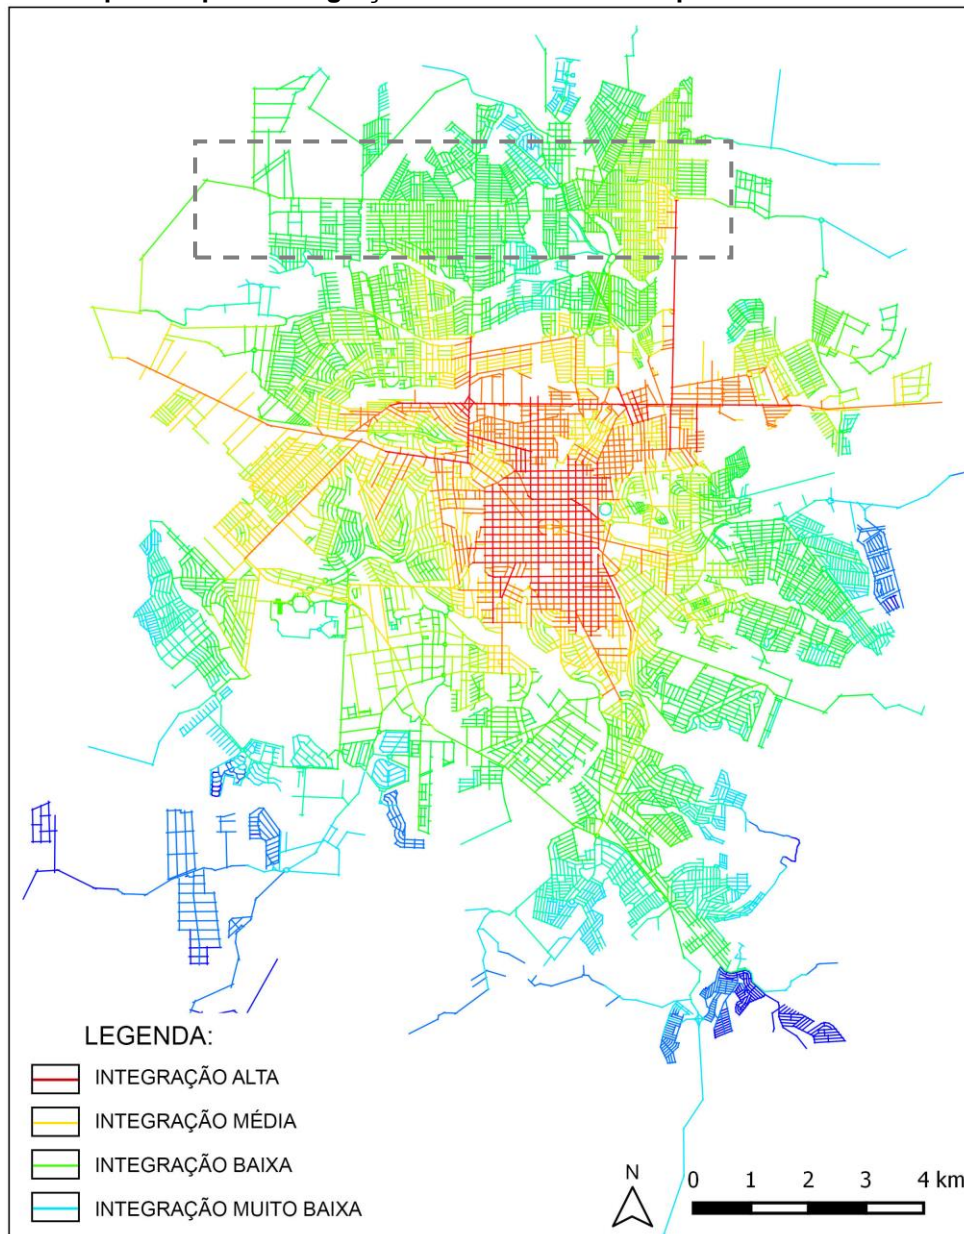 LEGENDA:
INTEGRAÇÃO ALTA
INTEGRAÇÃO MÉDIA
INTEGRAÇÃO BAIXA
INTEGRAÇÃO MUITO BAIXA
N
0 1 2 3 4 km